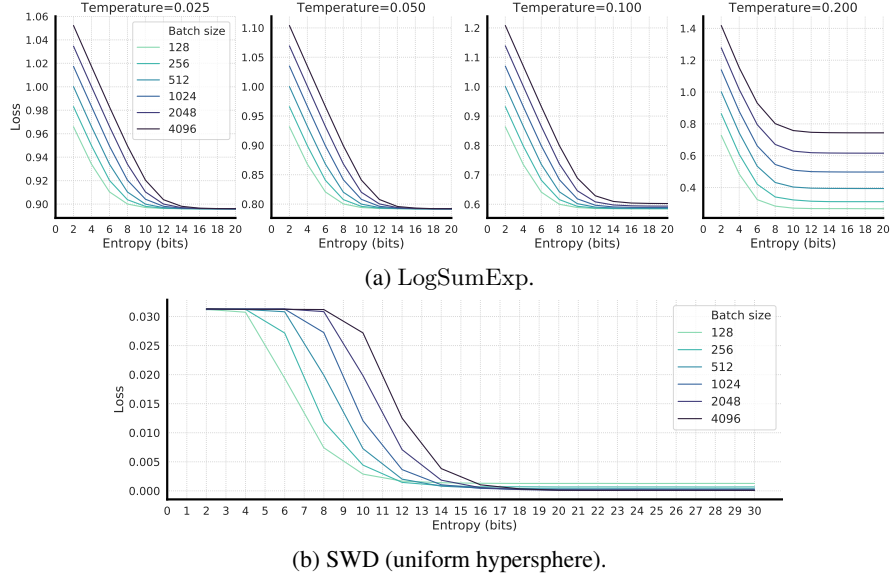 Temperature=0.025 Temperature=0.050 Temperature=0.100 Temperature=0.200
1.06 1.04 1.02 1.00 0.98 0.96 0.94 0.92 0.90
Loss
Batch size
128
256
512
1024
2048
4096
0 2 4 6 8 10 12 14 16 18 20
Entropy (bits)
1.10 1.05 1.00 0.95 0.90 0.85 0.80
0 2 4 6 8 10 12 14 16 18 20
Entropy (bits)
1.2 1.1 1.0 0.9 0.8 0.7 0.6
0 2 4 6 8 10 12 14 16 18 20
Entropy (bits)
1.4 1.2 1.0 0.8 0.6 0.4
0 2 4 6 8 10 12 14 16 18 20
Entropy (bits)
(a) LogSumExp.
0.030
0.025
0.020
0.015
0.010
0.005
0.000
Loss
Batch size
128
256
512
1024
2048
4096
0 1 2 3 4 5 6 7 8 9 10 11 12 13 14 15 16 17 18 19 20 21 22 23 24 25 26 27 28 29 30
Entropy (bits)
(b) SWD (uniform hypersphere).